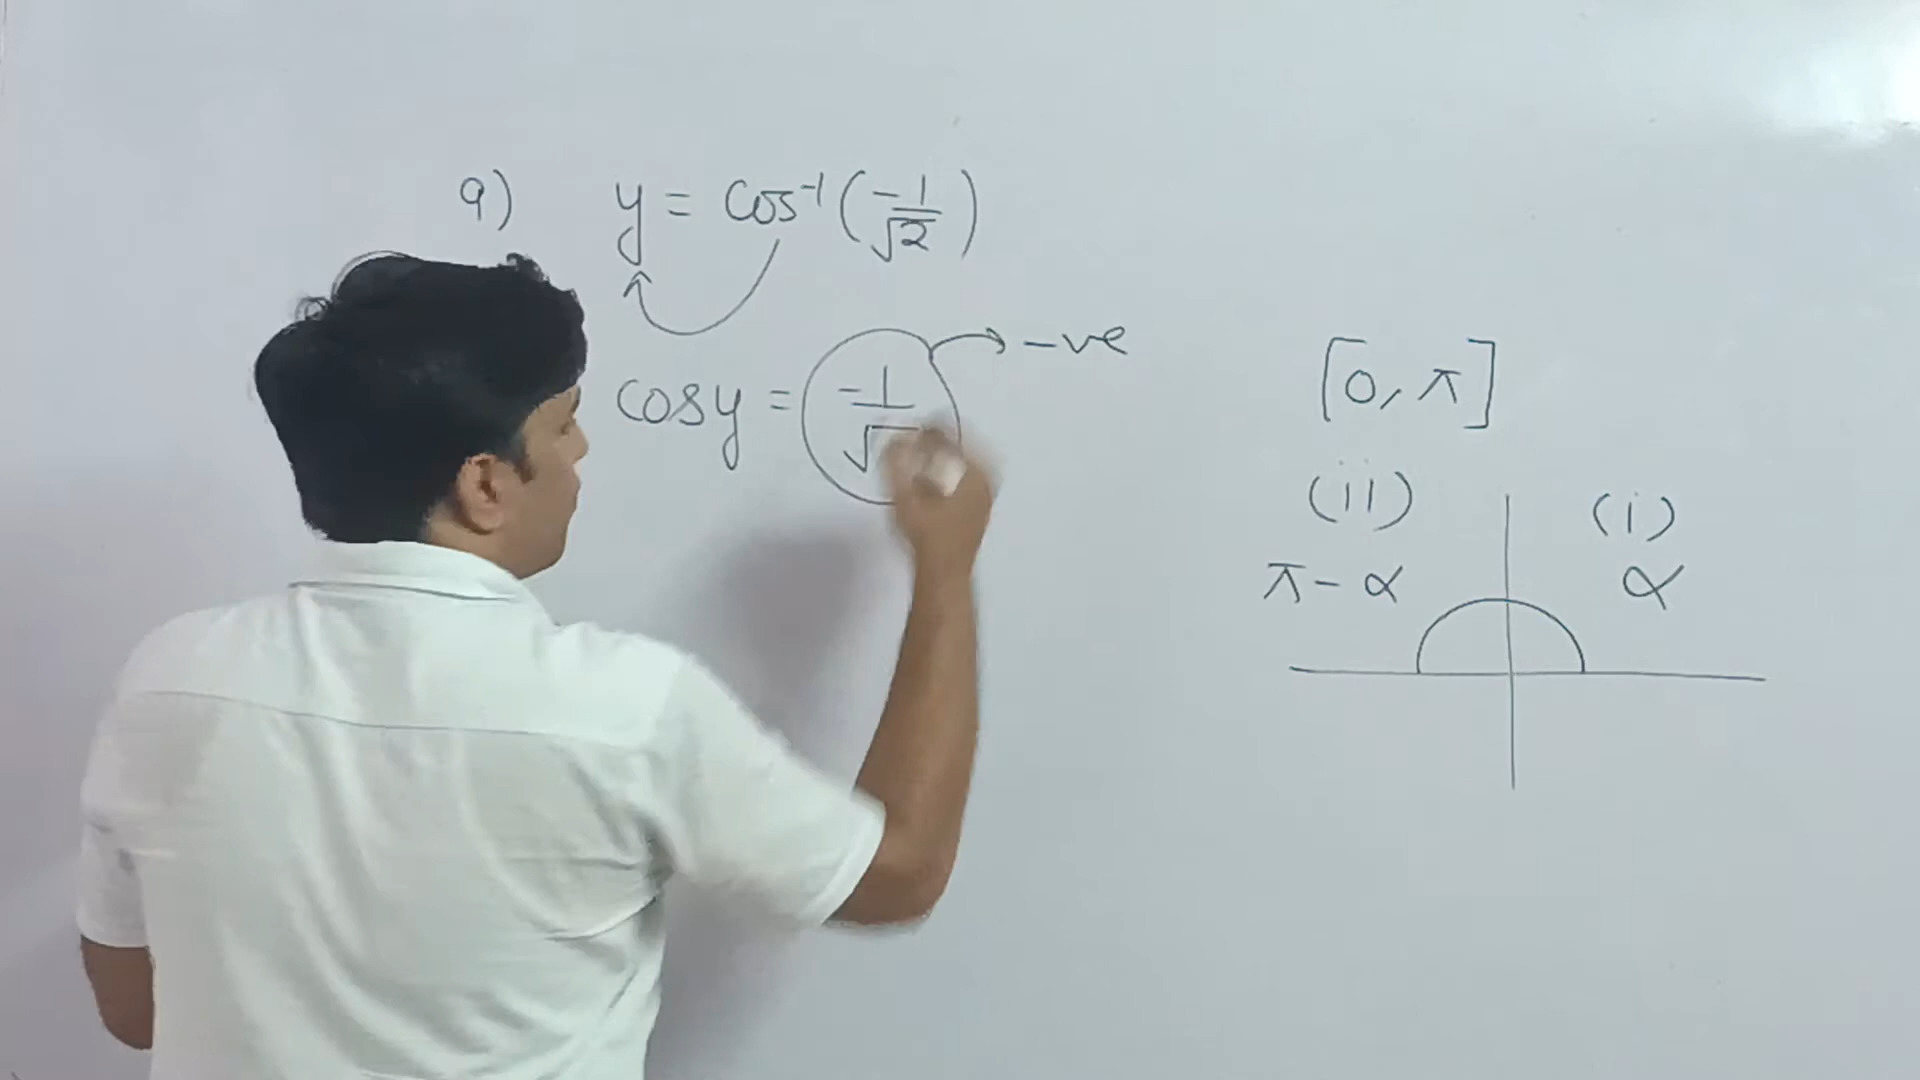 9) y = cos⁻¹(-1/√2)
cos y = -1/√ → -ve
[0, π]
(ii) (i)
π - α α